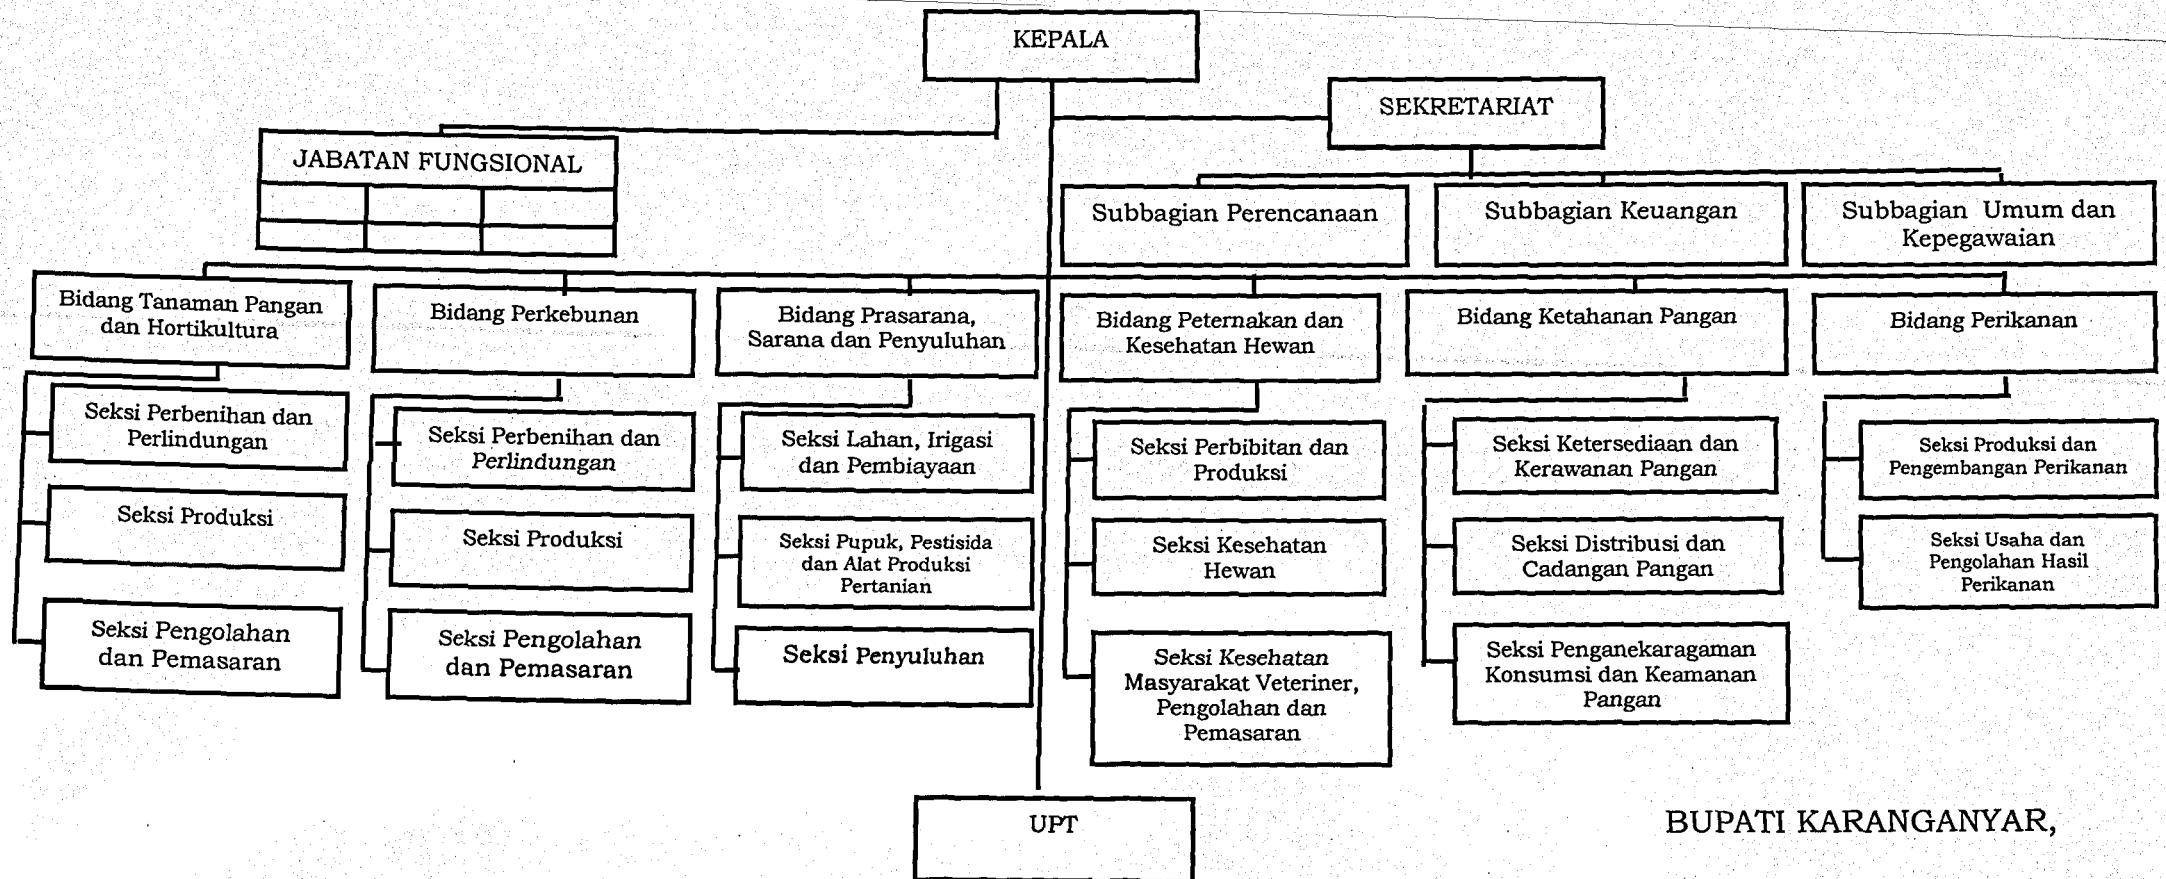 KEPALA
SEKRETARIAT
JABATAN FUNGSIONAL
Subbagian Perencanaan
Subbagian Keuangan
Subbagian Umum dan
Kepegawaian
Bidang Tanaman Pangan
dan Hortikultura
Seksi Perbenihan dan
Perlindungan
Seksi Produksi
Seksi Pengolahan
dan Pemasaran
Bidang Perkebunan
Seksi Perbenihan dan
Perlindungan
Seksi Produksi
Seksi Pengolahan
dan Pemasaran
Bidang Prasarana,
Sarana dan Penyuluhan
Seksi Lahan, Irigasi
dan Pembiayaan
Seksi Pupuk, Pestisida
dan Alat Produksi
Pertanian
Seksi Penyuluhan
Bidang Peternakan dan
Kesehatan Hewan
Seksi Perbibitan dan
Produksi
Seksi Kesehatan
Hewan
Seksi Kesehatan
Masyarakat Veteriner,
Pengolahan dan
Pemasaran
Bidang Ketahanan Pangan
Seksi Ketersediaan dan
Kerawanan Pangan
Seksi Distribusi dan
Cadangan Pangan
Seksi Penganekaragaman
Konsumsi dan Keamanan
Pangan
Bidang Perikanan
Seksi Produksi dan
Pengembangan Perikanan
Seksi Usaha dan
Pengolahan Hasil
Perikanan
UPT
BUPATI KARANGANYAR,